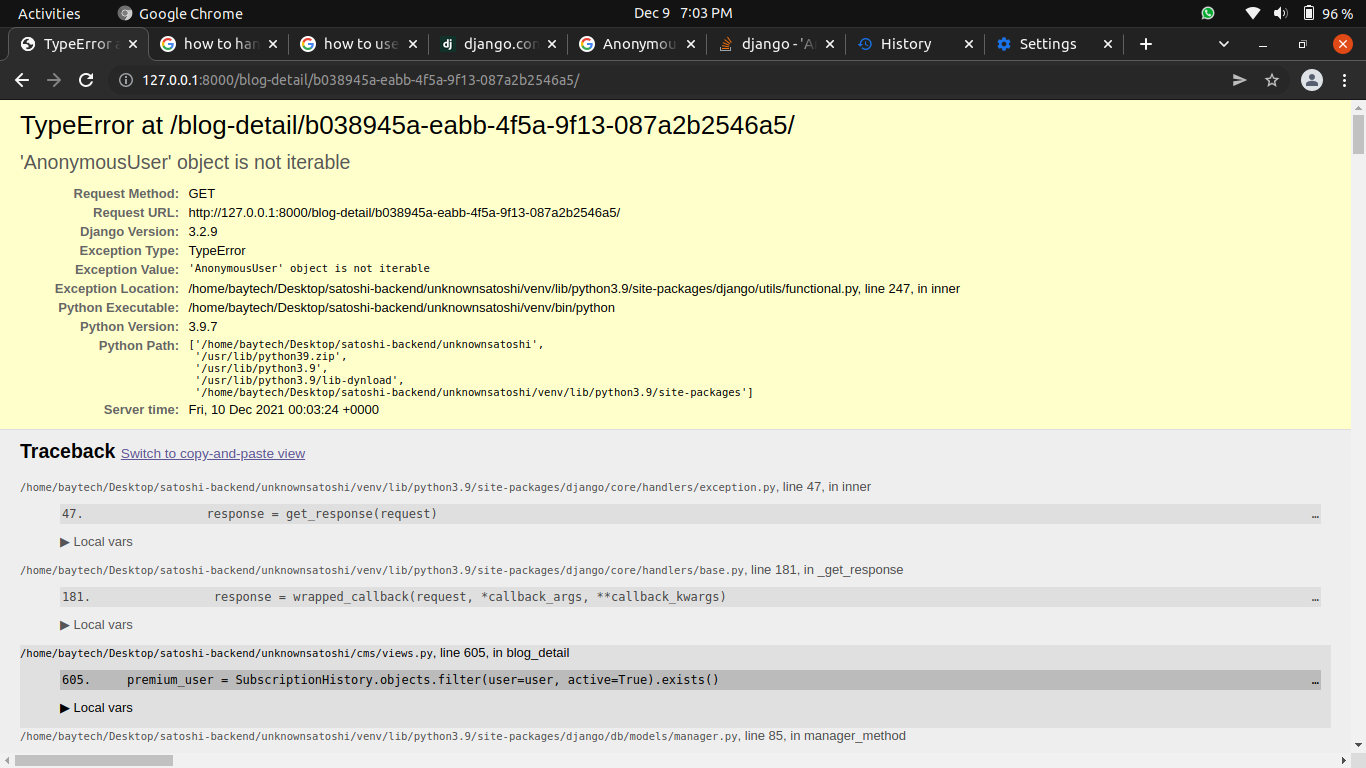 Activities Google Chrome Dec 9 7:03 PM 96 %
TypeError a how to han how to use django.con Anonymou django - 'A History Settings
127.0.0.1:8000/blog-detail/b038945a-eabb-4f5a-9f13-087a2b2546a5/
TypeError at /blog-detail/b038945a-eabb-4f5a-9f13-087a2b2546a5/
'AnonymousUser' object is not iterable
Request Method: GET
Request URL: http://127.0.0.1:8000/blog-detail/b038945a-eabb-4f5a-9f13-087a2b2546a5/
Django Version: 3.2.9
Exception Type: TypeError
Exception Value: 'AnonymousUser' object is not iterable
Exception Location: /home/baytech/Desktop/satoshi-backend/unknownsatoshi/venv/lib/python3.9/site-packages/django/utils/functional.py, line 247, in inner
Python Executable: /home/baytech/Desktop/satoshi-backend/unknownsatoshi/venv/bin/python
Python Version: 3.9.7
Python Path: ['/home/baytech/Desktop/satoshi-backend/unknownsatoshi',
'/usr/lib/python39.zip',
'/usr/lib/python3.9',
'/usr/lib/python3.9/lib-dynload',
'/home/baytech/Desktop/satoshi-backend/unknownsatoshi/venv/lib/python3.9/site-packages']
Server time: Fri, 10 Dec 2021 00:03:24 +0000
Traceback Switch to copy-and-paste view
/home/baytech/Desktop/satoshi-backend/unknownsatoshi/venv/lib/python3.9/site-packages/django/core/handlers/exception.py, line 47, in inner
47. response = get_response(request) …
▶ Local vars
/home/baytech/Desktop/satoshi-backend/unknownsatoshi/venv/lib/python3.9/site-packages/django/core/handlers/base.py, line 181, in _get_response
181. response = wrapped_callback(request, *callback_args, **callback_kwargs) …
▶ Local vars
/home/baytech/Desktop/satoshi-backend/unknownsatoshi/cms/views.py, line 605, in blog_detail
605. premium_user = SubscriptionHistory.objects.filter(user=user, active=True).exists() …
▶ Local vars
/home/baytech/Desktop/satoshi-backend/unknownsatoshi/venv/lib/python3.9/site-packages/django/db/models/manager.py, line 85, in manager_method